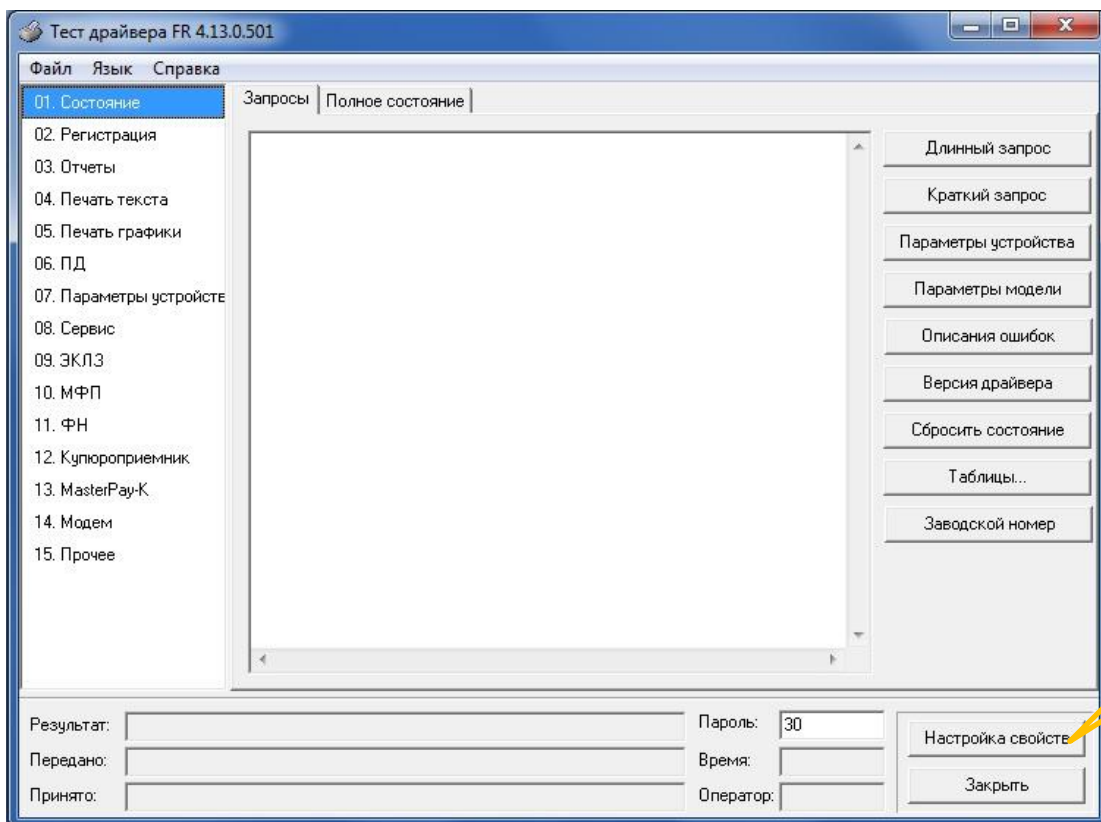 Тест драйвера FR 4.13.0.501
Файл Язык Справка
01. Состояние
02. Регистрация
03. Отчеты
04. Печать текста
05. Печать графики
06. ПД
07. Параметры устройств
08. Сервис
09. ЭКЛЗ
10. МФП
11. ФН
12. Купюроприемник
13. MasterPay-K
14. Модем
15. Прочее
Запросы Полное состояние
Длинный запрос
Краткий запрос
Параметры устройства
Параметры модели
Описания ошибок
Версия драйвера
Сбросить состояние
Таблицы...
Заводской номер
Результат:
Передано:
Принято:
Пароль: 30
Время:
Оператор:
Настройка свойств
Закрыть